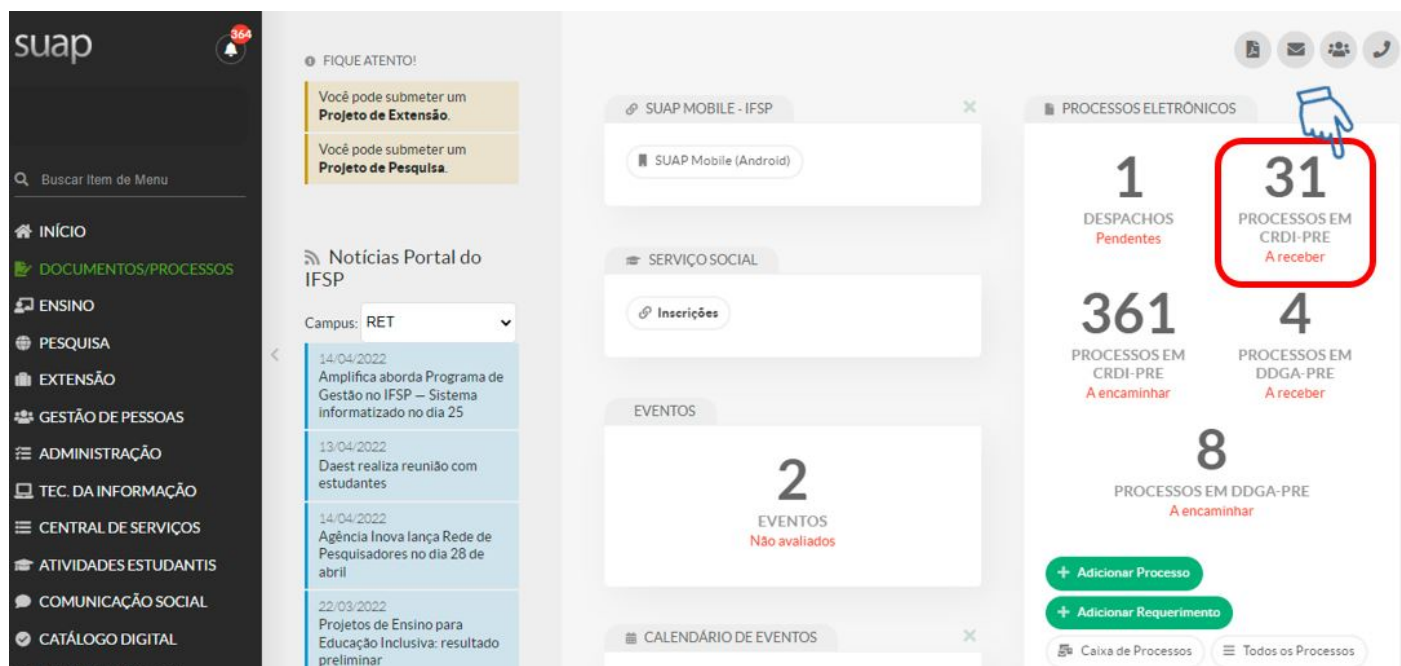 suap
364
Buscar Item de Menu
INÍCIO
DOCUMENTOS/PROCESSOS
ENSINO
PESQUISA
EXTENSÃO
GESTÃO DE PESSOAS
ADMINISTRAÇÃO
TEC. DA INFORMAÇÃO
CENTRAL DE SERVIÇOS
ATIVIDADES ESTUDANTIS
COMUNICAÇÃO SOCIAL
CATÁLOGO DIGITAL
FIQUE ATENTO!
Você pode submeter um
Projeto de Extensão.
Você pode submeter um
Projeto de Pesquisa.
Notícias Portal do
IFSP
Campus: RET
14/04/2022
Amplifica aborda Programa de
Gestão no IFSP — Sistema
informatizado no dia 25
13/04/2022
Daest realiza reunião com
estudantes
14/04/2022
Agência Inova lança Rede de
Pesquisadores no dia 28 de
abril
22/03/2022
Projetos de Ensino para
Educação Inclusiva: resultado
preliminar
SUAP MOBILE - IFSP
SUAP Mobile (Android)
SERVIÇO SOCIAL
Inscrições
EVENTOS
2
EVENTOS
Não avaliados
CALENDÁRIO DE EVENTOS
PROCESSOS ELETRÔNICOS
1
DESPACHOS
Pendentes
31
PROCESSOS EM
CRDI-PRE
A receber
361
PROCESSOS EM
CRDI-PRE
A encaminhar
4
PROCESSOS EM
DDGA-PRE
A receber
8
PROCESSOS EM DDGA-PRE
A encaminhar
+ Adicionar Processo
+ Adicionar Requerimento
Caixa de Processos
Todos os Processos